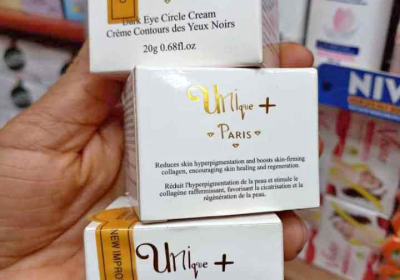 Dark Eye Circle Cream
Crème Contours des Yeux Noirs
20g 0.68fl.oz
Unique +
PARIS
Reduces skin hyperpigmentation and boosts skin-firming
collagen, encouraging skin healing and regeneration.
Réduit l'hyperpigmentation de la peau et stimule le
collagène raffermissant, favorisant la cicatrisation et la
régénération de la peau.
NIV
NEW IMPRO
Unique +